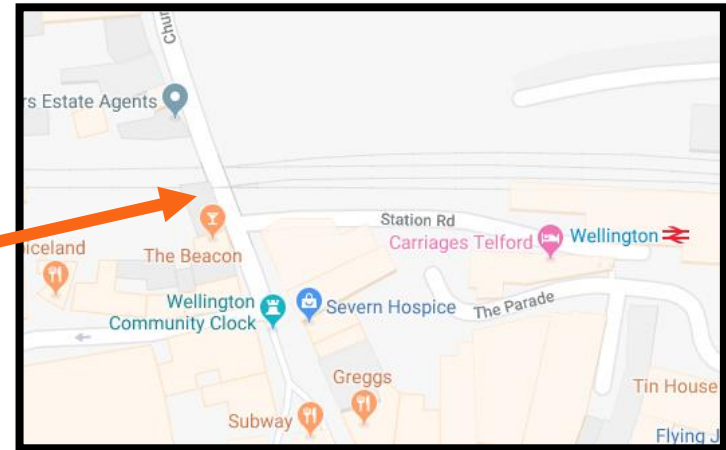 Chur
rs Estate Agents
Station Rd
Carriages Telford
Wellington
iceland
The Beacon
Wellington
Community Clock
Severn Hospice
The Parade
Greggs
Tin House
Subway
Flying J